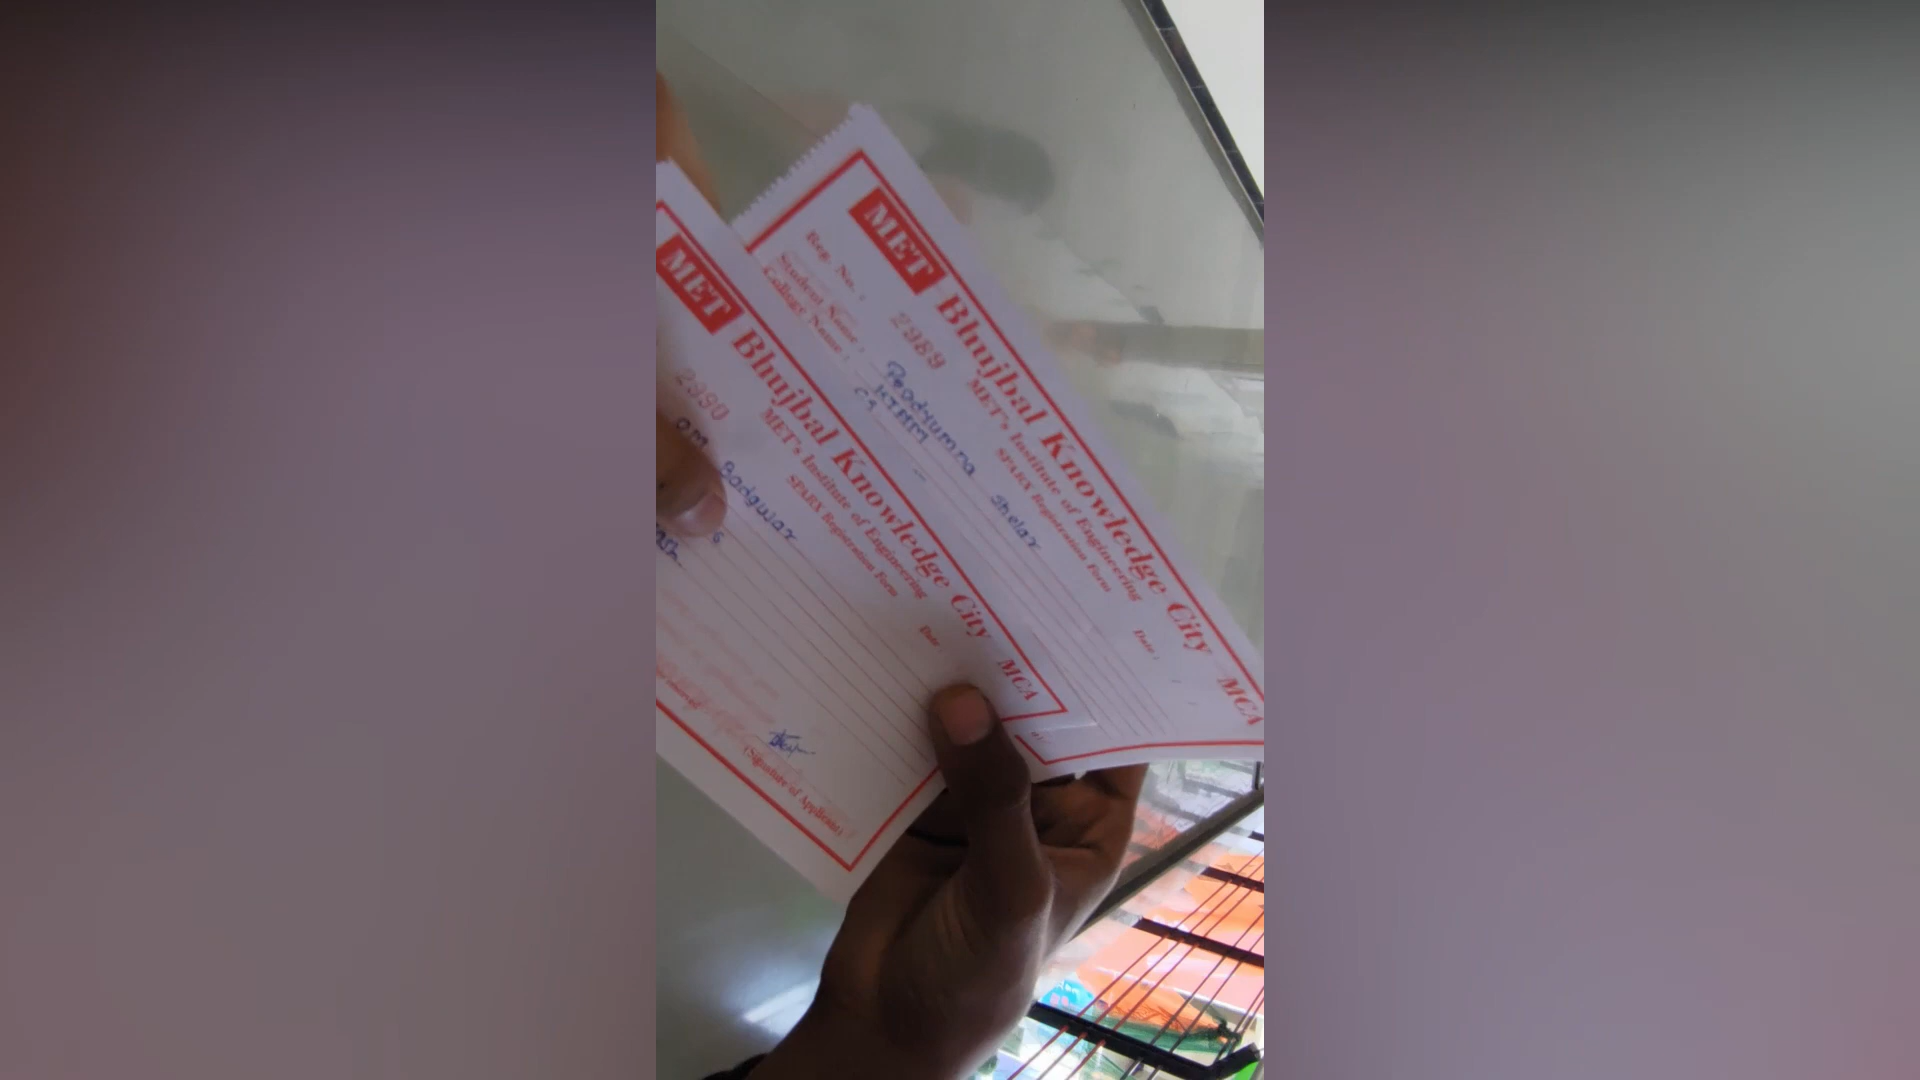 MET Bhujbal Knowledge City MCA
MET's Institute of Engineering
SPARX Registration Form
Reg. No. : 2989
Date :
Student Name : Pradyumna Shelar
College Name : KTHM
MET Bhujbal Knowledge City MCA
MET's Institute of Engineering
SPARX Registration Form
2990
Date
Om Badgujar
(Signature of Applicant)